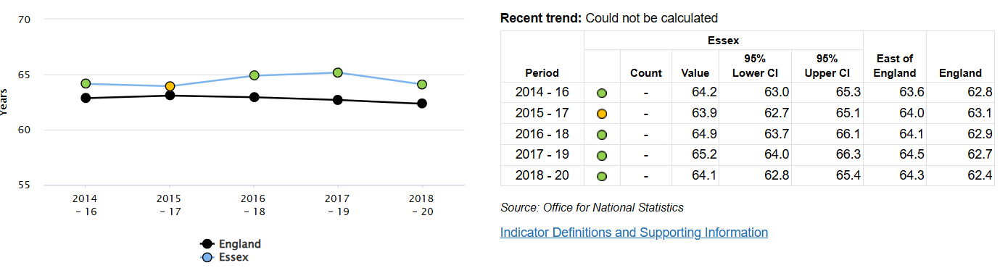 70
65
60
55
Years
2014 2015 2016 2017 2018
- 16 - 17 - 18 - 19 - 20
England
Essex
Recent trend: Could not be calculated
Essex
95% 95% East of
Period Count Value Lower CI Upper CI England England
2014 - 16 - 64.2 63.0 65.3 63.6 62.8
2015 - 17 - 63.9 62.7 65.1 64.0 63.1
2016 - 18 - 64.9 63.7 66.1 64.1 62.9
2017 - 19 - 65.2 64.0 66.3 64.5 62.7
2018 - 20 - 64.1 62.8 65.4 64.3 62.4
Source: Office for National Statistics
Indicator Definitions and Supporting Information